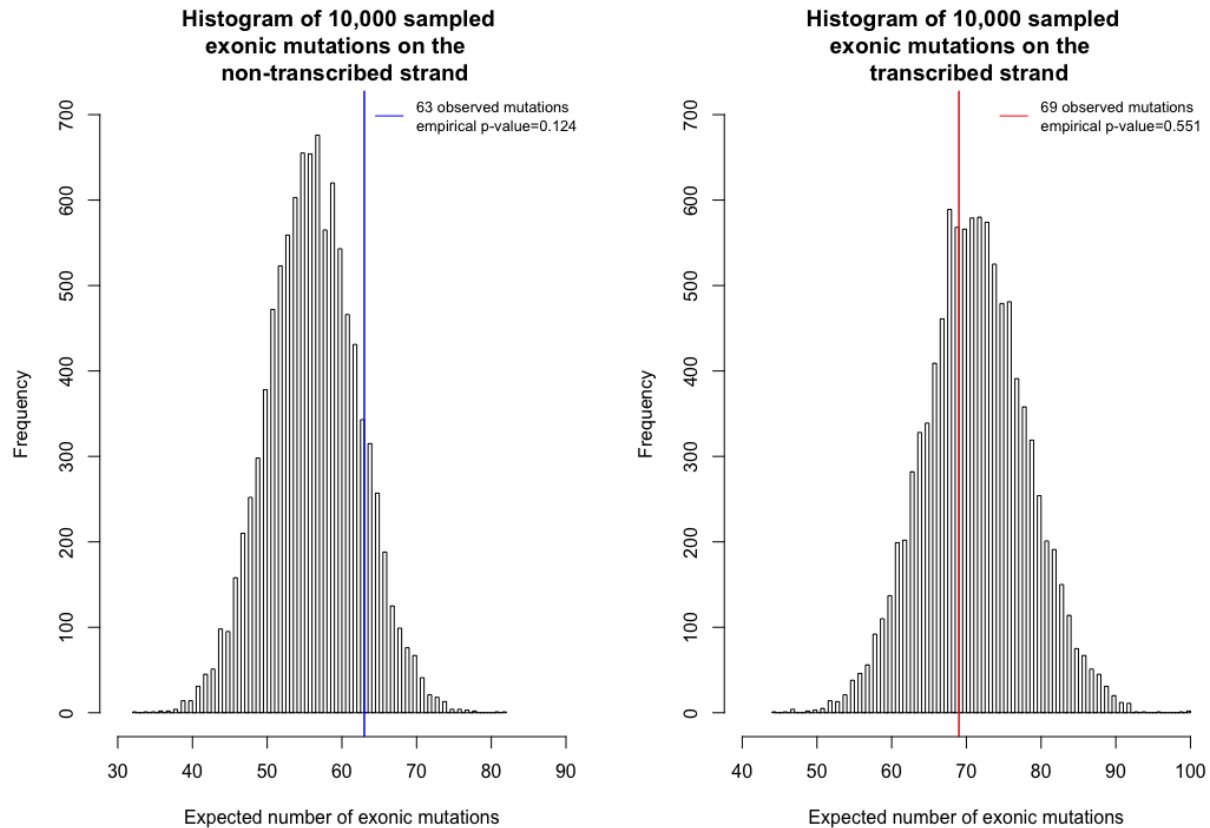 Histogram of 10,000 sampled
exonic mutations on the
non-transcribed strand
63 observed mutations
empirical p-value=0.124
Frequency
700
600
500
400
300
200
100
0
30 40 50 60 70 80 90
Expected number of exonic mutations
Histogram of 10,000 sampled
exonic mutations on the
transcribed strand
69 observed mutations
empirical p-value=0.551
Frequency
700
600
500
400
300
200
100
0
40 50 60 70 80 90 100
Expected number of exonic mutations